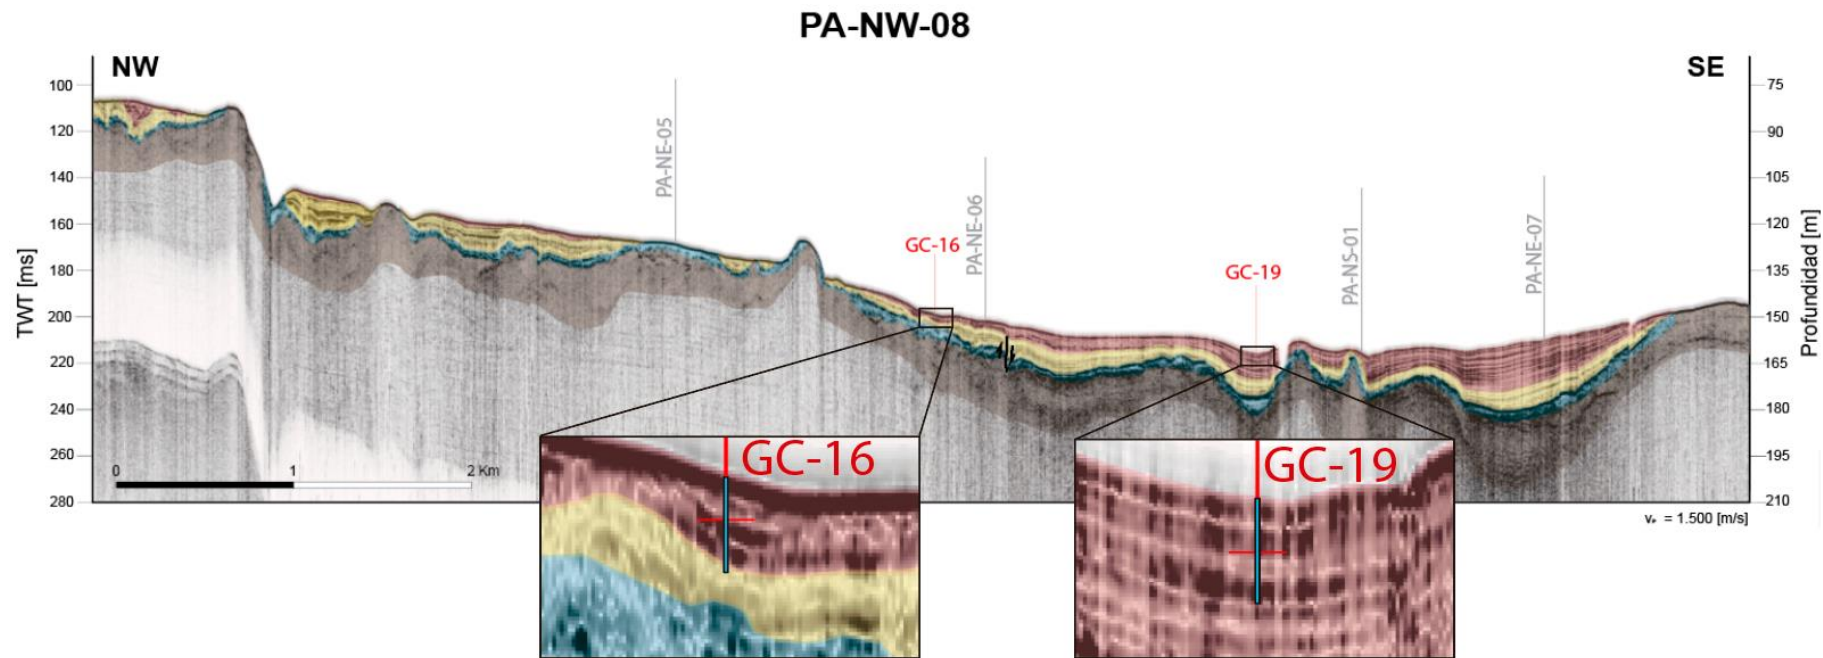 PA-NW-08
NW
SE
100
120
140
160
180
200
220
240
260
280
TWT [ms]
75
90
105
120
135
150
165
180
195
210
Profundidad [m]
PA-NE-05
GC-16
PA-NE-06
GC-19
PA-NS-01
PA-NE-07
0
1
2 Km
GC-16
GC-19
vₚ = 1.500 [m/s]